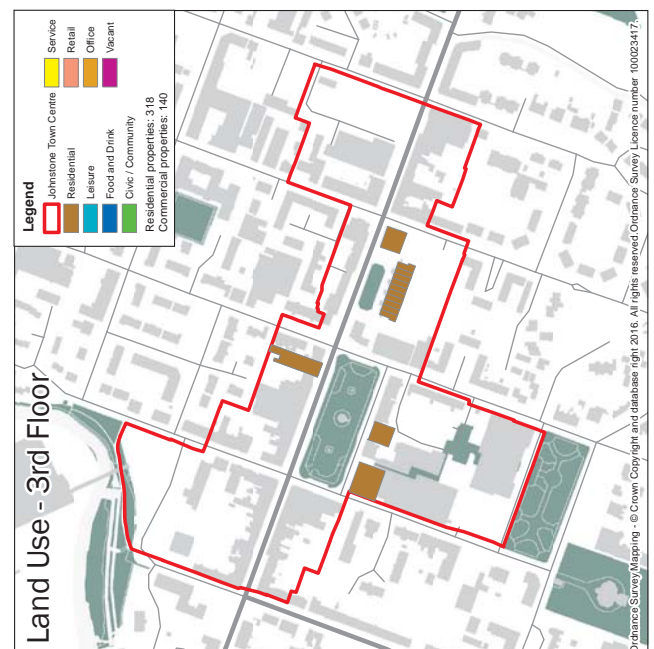 Land Use - 3rd Floor
Legend
Johnstone Town Centre
Residential
Leisure
Food and Drink
Civic / Community
Service
Retail
Office
Vacant
Residential properties: 318
Commercial properties: 140
Ordnance Survey Mapping - © Crown Copyright and database right 2016. All rights reserved. Ordnance Survey Licence number 100023417.